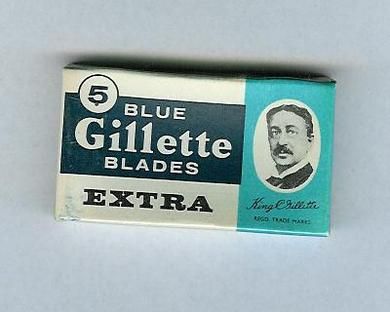 5
BLUE
Gillette
BLADES
EXTRA
King C Gillette
REGD. TRADE MARKS